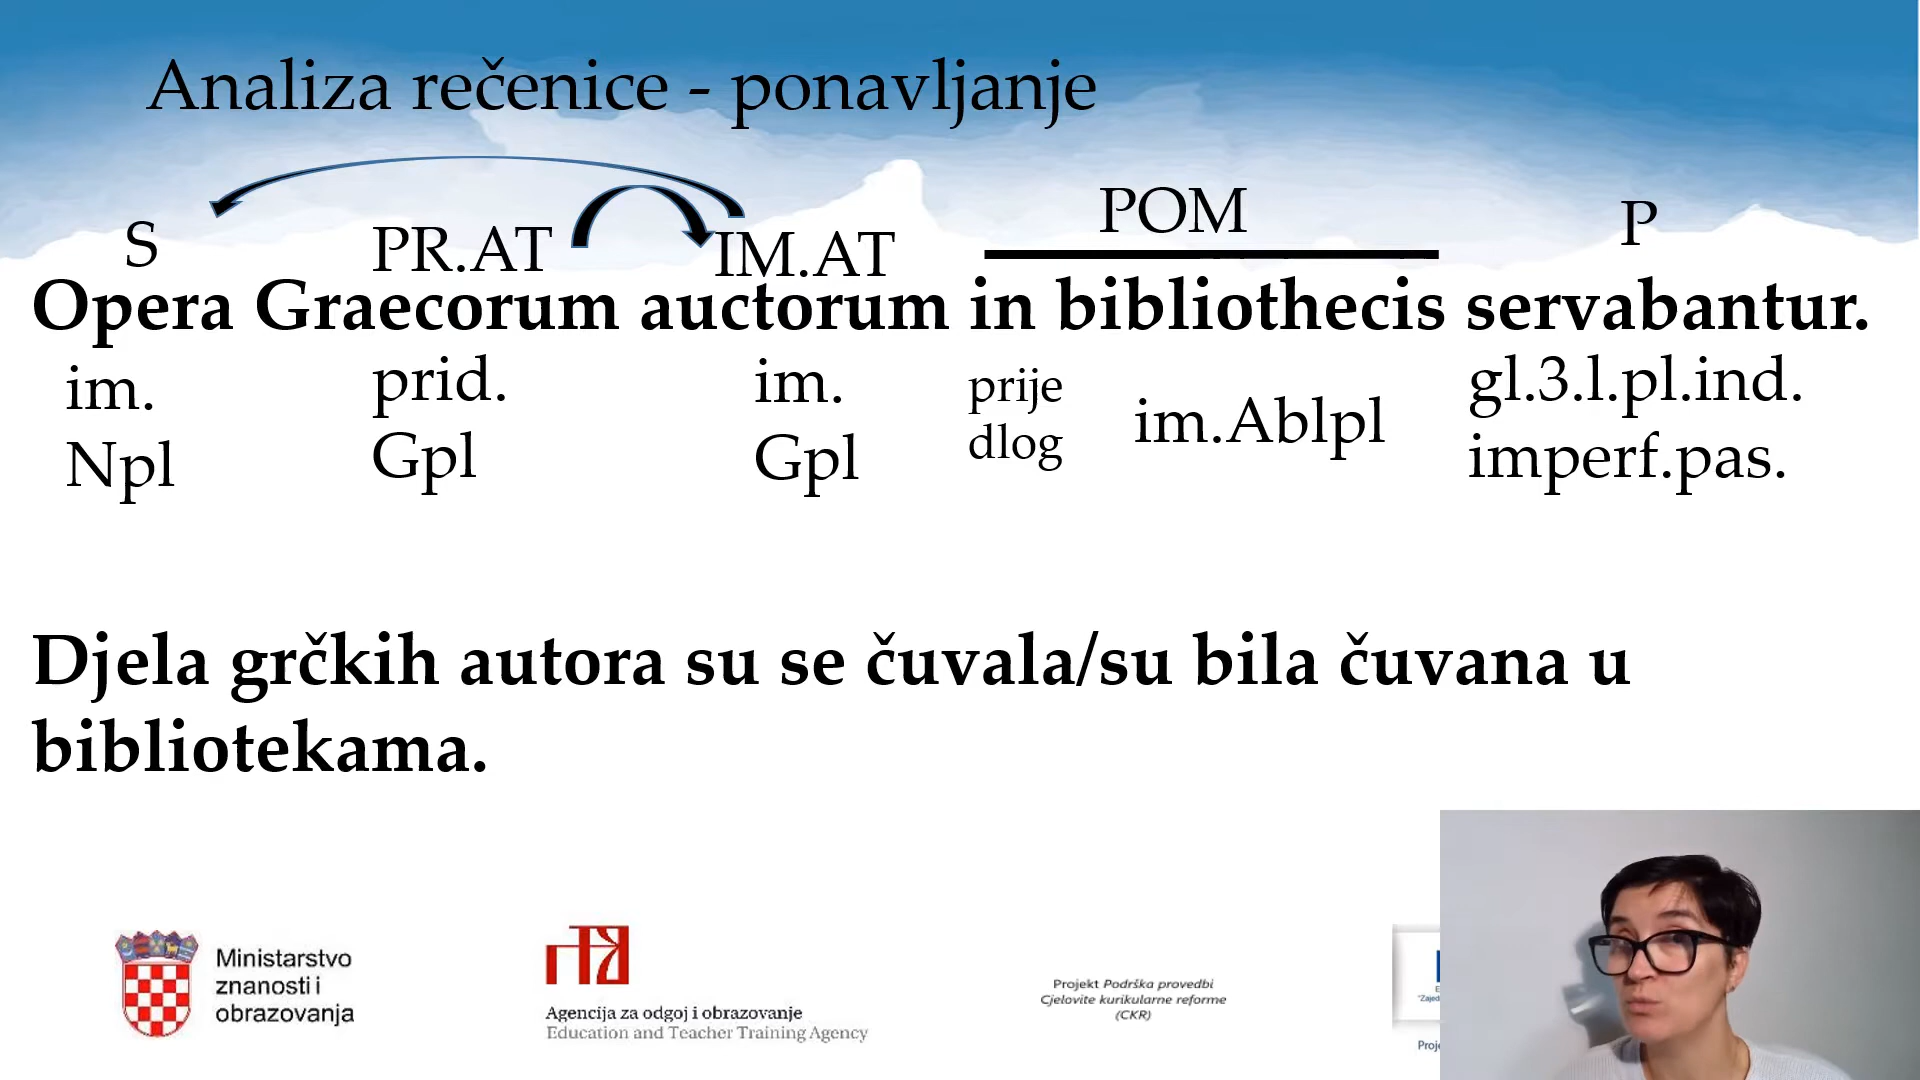 Analiza rečenice - ponavljanje
S PR.AT IM.AT POM P
Opera Graecorum auctorum in bibliothecis servabantur.
im. prid. im. prije im.Ablpl gl.3.l.pl.ind.
Npl Gpl Gpl dlog imperf.pas.
Djela grčkih autora su se čuvala/su bila čuvana u
bibliotekama.
Ministarstvo
znanosti i
obrazovanja
Agencija za odgoj i obrazovanje
Education and Teacher Training Agency
Projekt Podrška provedbi
Cjelovite kurikularne reforme
(CKR)